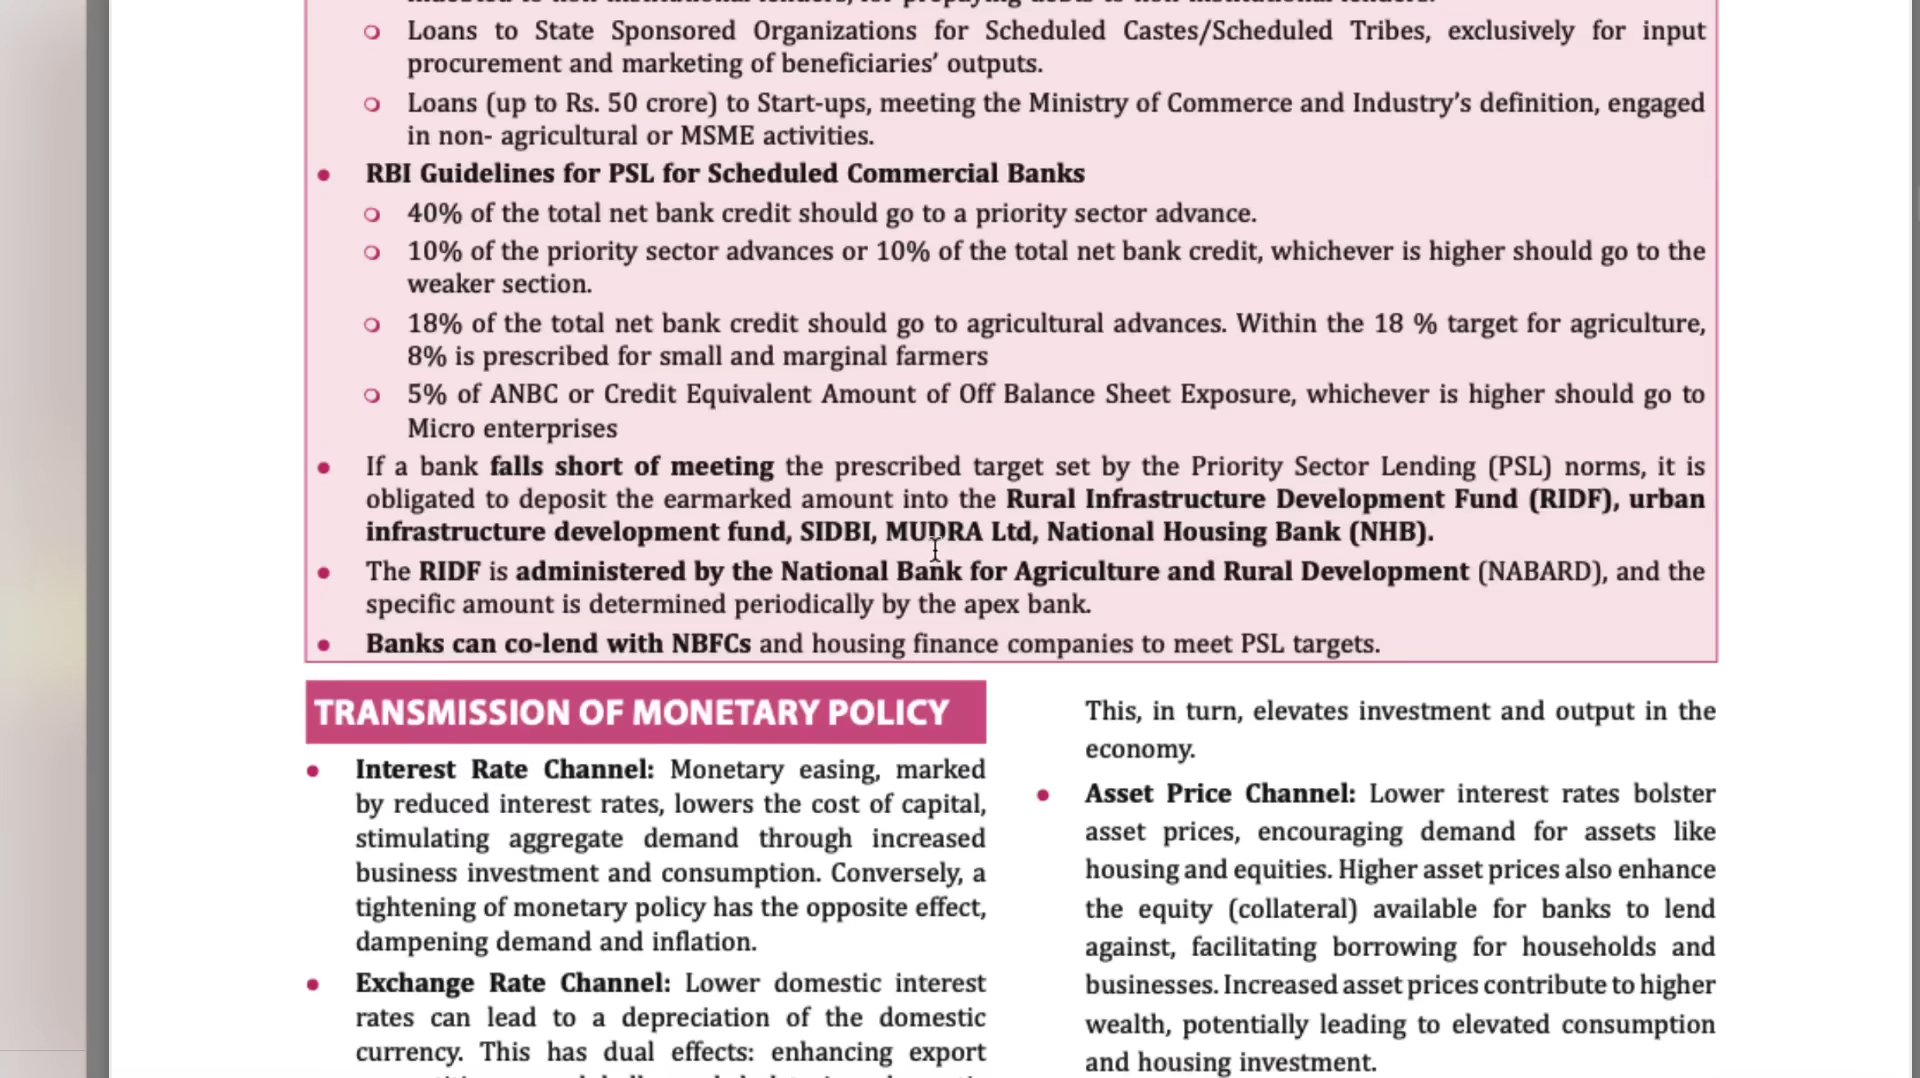 Loans to State Sponsored Organizations for Scheduled Castes/Scheduled Tribes, exclusively for input
procurement and marketing of beneficiaries’ outputs.
Loans (up to Rs. 50 crore) to Start-ups, meeting the Ministry of Commerce and Industry’s definition, engaged
in non- agricultural or MSME activities.
RBI Guidelines for PSL for Scheduled Commercial Banks
40% of the total net bank credit should go to a priority sector advance.
10% of the priority sector advances or 10% of the total net bank credit, whichever is higher should go to the
weaker section.
18% of the total net bank credit should go to agricultural advances. Within the 18 % target for agriculture,
8% is prescribed for small and marginal farmers
5% of ANBC or Credit Equivalent Amount of Off Balance Sheet Exposure, whichever is higher should go to
Micro enterprises
If a bank falls short of meeting the prescribed target set by the Priority Sector Lending (PSL) norms, it is
obligated to deposit the earmarked amount into the Rural Infrastructure Development Fund (RIDF), urban
infrastructure development fund, SIDBI, MUDRA Ltd, National Housing Bank (NHB).
The RIDF is administered by the National Bank for Agriculture and Rural Development (NABARD), and the
specific amount is determined periodically by the apex bank.
Banks can co-lend with NBFCs and housing finance companies to meet PSL targets.
TRANSMISSION OF MONETARY POLICY
Interest Rate Channel: Monetary easing, marked
by reduced interest rates, lowers the cost of capital,
stimulating aggregate demand through increased
business investment and consumption. Conversely, a
tightening of monetary policy has the opposite effect,
dampening demand and inflation.
Exchange Rate Channel: Lower domestic interest
rates can lead to a depreciation of the domestic
currency. This has dual effects: enhancing export
This, in turn, elevates investment and output in the
economy.
Asset Price Channel: Lower interest rates bolster
asset prices, encouraging demand for assets like
housing and equities. Higher asset prices also enhance
the equity (collateral) available for banks to lend
against, facilitating borrowing for households and
businesses. Increased asset prices contribute to higher
wealth, potentially leading to elevated consumption
and housing investment.